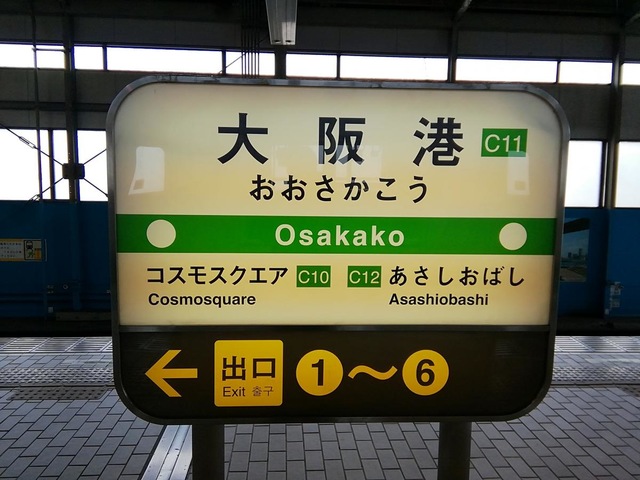 大阪港 C11
おおさかこう
Osakako
コスモスクエア C10 C12 あさしおばし
Cosmosquare Asashiobashi
← 出口 ①～⑥
Exit 출구